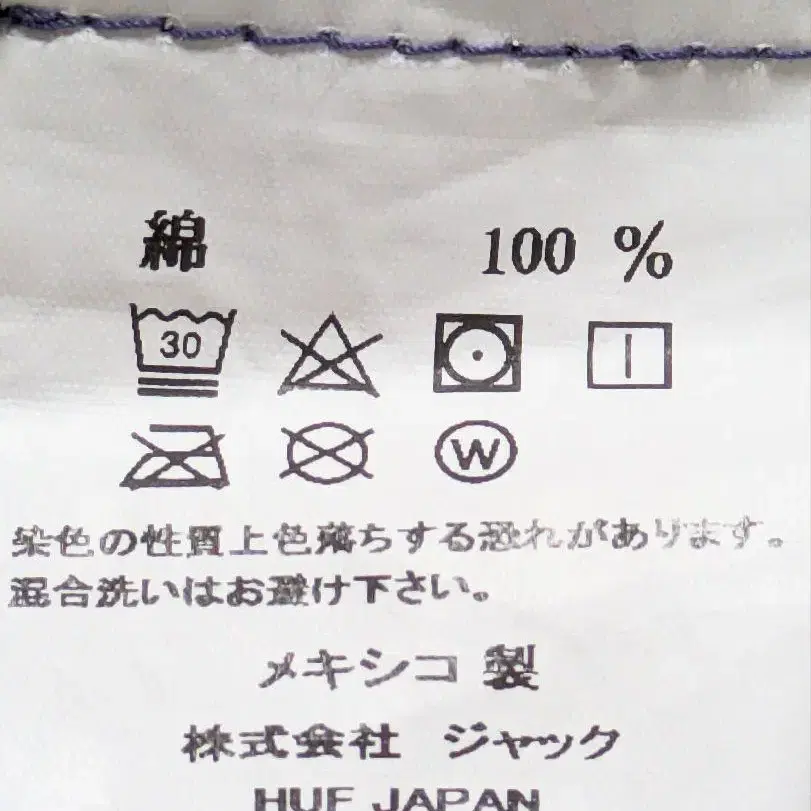 綿 100 %
30
W
染色の性質上色落ちする恐れがあります。
混合洗いはお避け下さい。
メキシコ 製
株式会社 ジャック
HUF JAPAN